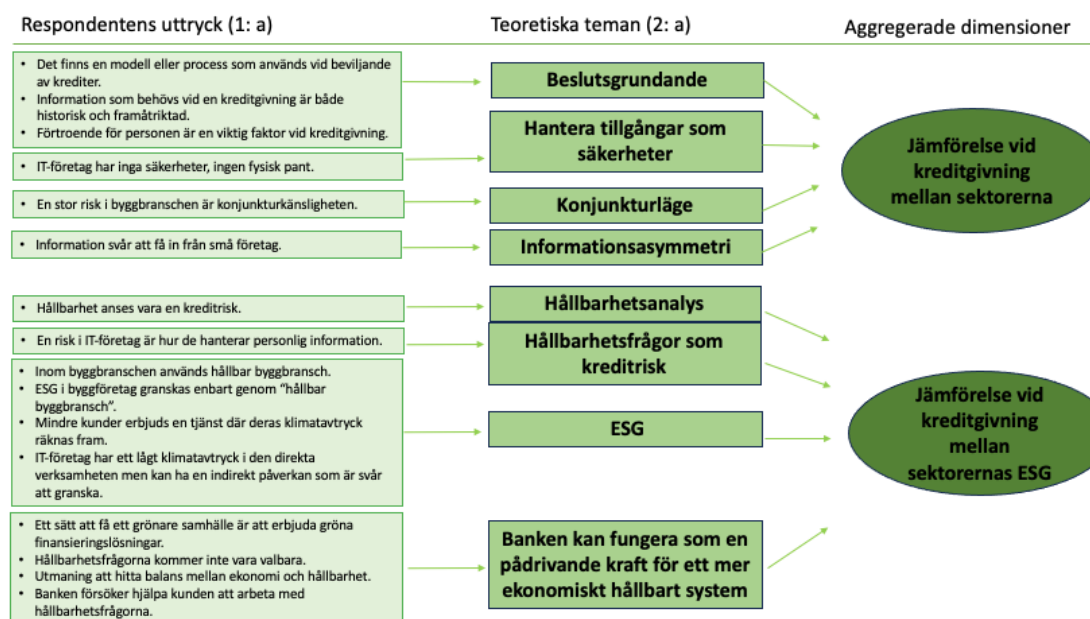 Respondentens uttryck (1: a)
Teoretiska teman (2: a)
Aggregerade dimensioner
• Det finns en modell eller process som används vid beviljande
av krediter.
• Information som behövs vid en kreditgivning är både
historisk och framåtriktad.
• Förtroende för personen är en viktig faktor vid kreditgivning.
• IT-företag har inga säkerheter, ingen fysisk pant.
• En stor risk i byggbranschen är konjunkturkänsligheten.
• Information svår att få in från små företag.
Beslutsgrundande
Hantera tillgångar som
säkerheter
Konjunkturläge
Informationsasymmetri
Jämförelse vid
kreditgivning
mellan sektorerna
• Hållbarhet anses vara en kreditrisk.
• En risk i IT-företag är hur de hanterar personlig information.
• Inom byggbranschen används hållbar byggbransch.
• ESG i byggföretag granskas enbart genom “hållbar
byggbransch”.
• Mindre kunder erbjuds en tjänst där deras klimatavtryck
räknas fram.
• IT-företag har ett lågt klimatavtryck i den direkta
verksamheten men kan ha en indirekt påverkan som är svår
att granska.
• Ett sätt att få ett grönare samhälle är att erbjuda gröna
finansieringslösningar.
• Hållbarhetsfrågorna kommer inte vara valbara.
• Utmaning att hitta balans mellan ekonomi och hållbarhet.
• Banken försöker hjälpa kunden att arbeta med
hållbarhetsfrågorna.
Hållbarhetsanalys
Hållbarhetsfrågor som
kreditrisk
ESG
Banken kan fungera som en
pådrivande kraft för ett mer
ekonomiskt hållbart system
Jämförelse vid
kreditgivning
mellan
sektorernas ESG